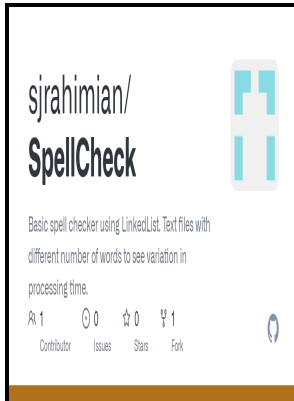 sjrahimian/
SpellCheck
Basic spell checker using LinkedList. Text files with
different number of words to see variation in
processing time.
1 0 0 1
Contributor Issues Stars Fork